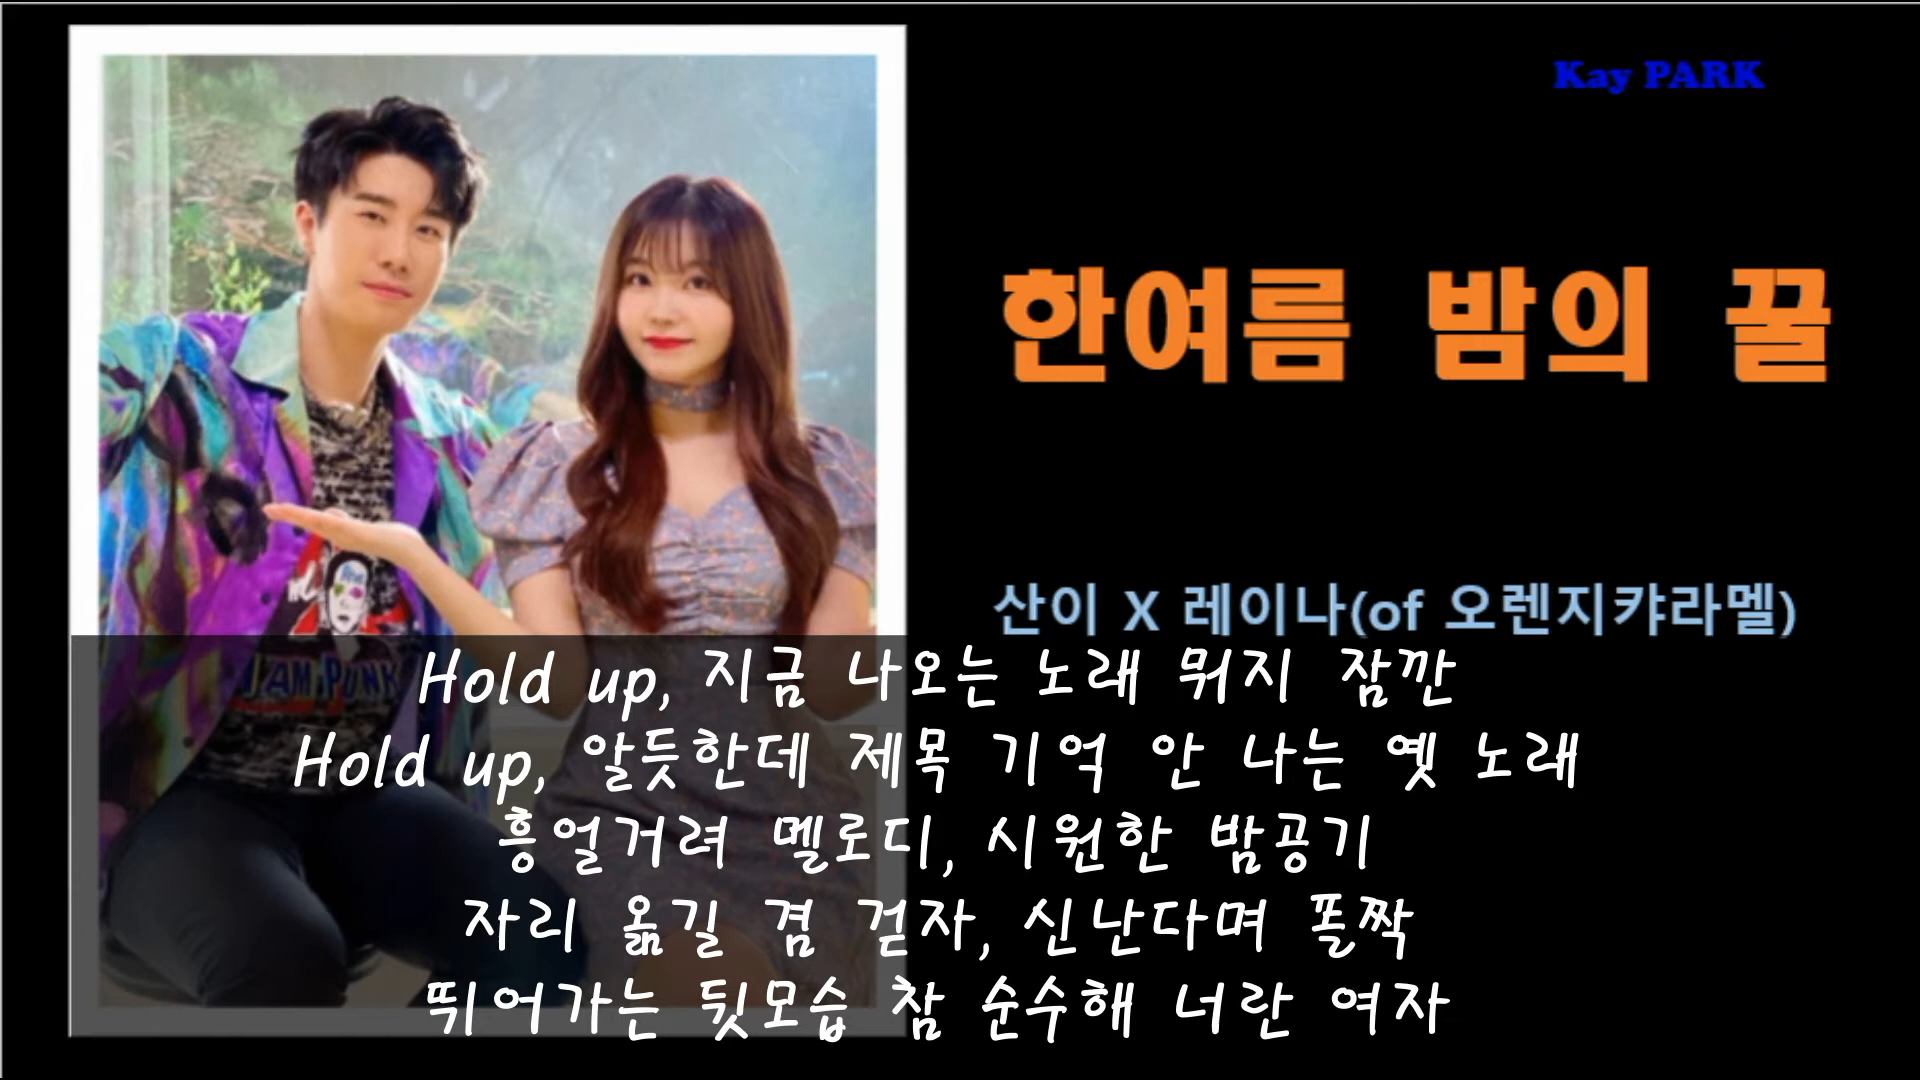 Kay PARK
한여름 밤의 꿀
산이 X 레이나(of 오렌지캬라멜)
I AM PUNK
Hold up, 지금 나오는 노래 뭐지 잠깐
Hold up, 알듯한데 제목 기억 안 나는 옛 노래
흥얼거려 멜로디, 시원한 밤공기
자리 옮길 겸 걷자, 신난다며 폴짝
뛰어가는 뒷모습 참 순수해 너란 여자